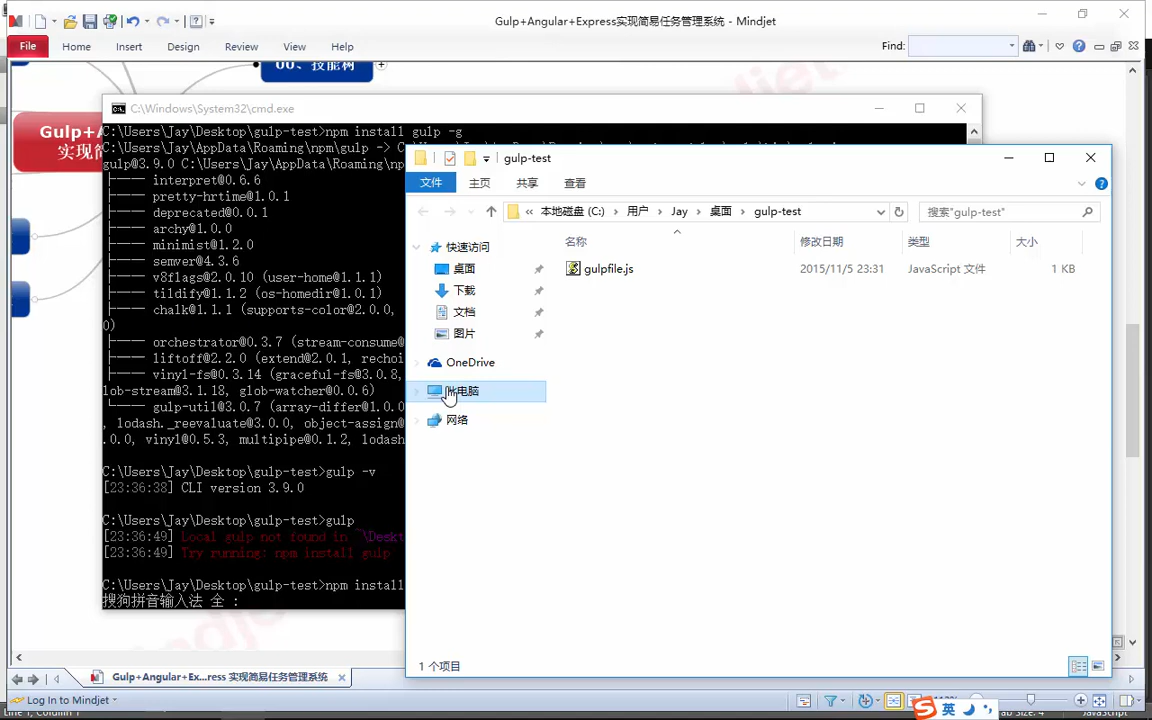 Gulp+Angular+Express实现简易任务管理系统 - Mindjet
File
Home
Insert
Design
Review
View
Help
Find:
00、技能树
Gulp+A
实现简
C:\Windows\System32\cmd.exe
C:\Users\Jay\Desktop\gulp-test>npm install gulp -g
C:\Users\Jay\AppData\Roaming\npm\gulp ->
gulp@3.9.0 C:\Users\Jay\AppData\Roaming\np
interpret@0.6.6
pretty-hrtime@1.0.1
deprecated@0.0.1
archy@1.0.0
minimist@1.2.0
semver@4.3.6
v8flags@2.0.10 (user-home@1.1.1)
tildify@1.1.2 (os-homedir@1.0.1)
chalk@1.1.1 (supports-color@2.0.0,
0)
orchestrator@0.3.7 (stream-consume@
liftoff@2.2.0 (extend@2.0.1, rechoi
vinyl-fs@0.3.14 (graceful-fs@3.0.8,
lob-stream@3.1.18, glob-watcher@0.0.6)
gulp-util@3.0.7 (array-differ@1.0.0
, lodash._reevaluate@3.0.0, object-assign@
.0.0, vinyl@0.5.3, multipipe@0.1.2, lodash
C:\Users\Jay\Desktop\gulp-test>gulp -v
[23:36:38] CLI version 3.9.0
C:\Users\Jay\Desktop\gulp-test>gulp
[23:36:49] Local gulp not found in ~\Deskt
[23:36:49] Try running: npm install gulp
C:\Users\Jay\Desktop\gulp-test>npm install
搜狗拼音输入法 全 :
gulp-test
文件
主页
共享
查看
« 本地磁盘 (C:) › 用户 › Jay › 桌面 › gulp-test
搜索"gulp-test"
名称
修改日期
类型
大小
快速访问
桌面
下载
文档
图片
OneDrive
此电脑
网络
gulpfile.js
2015/11/5 23:31
JavaScript 文件
1 KB
1 个项目
Gulp+Angular+Ex...ress 实现简易任务管理系统
Log In to Mindjet
英